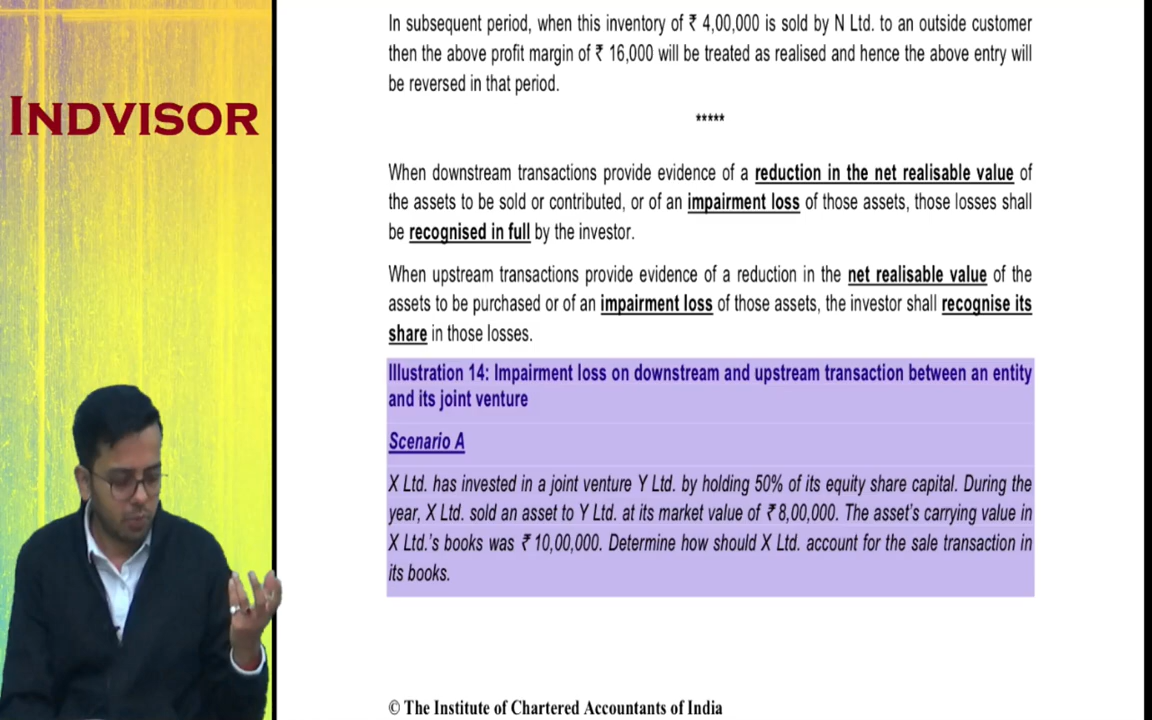 In subsequent period, when this inventory of ₹ 4,00,000 is sold by N Ltd. to an outside customer
then the above profit margin of ₹ 16,000 will be treated as realised and hence the above entry will
be reversed in that period.
INDVISOR
*****
When downstream transactions provide evidence of a reduction in the net realisable value of
the assets to be sold or contributed, or of an impairment loss of those assets, those losses shall
be recognised in full by the investor.
When upstream transactions provide evidence of a reduction in the net realisable value of the
assets to be purchased or of an impairment loss of those assets, the investor shall recognise its
share in those losses.
Illustration 14: Impairment loss on downstream and upstream transaction between an entity
and its joint venture
Scenario A
X Ltd. has invested in a joint venture Y Ltd. by holding 50% of its equity share capital. During the
year, X Ltd. sold an asset to Y Ltd. at its market value of ₹ 8,00,000. The asset's carrying value in
X Ltd.'s books was ₹ 10,00,000. Determine how should X Ltd. account for the sale transaction in
its books.
© The Institute of Chartered Accountants of India